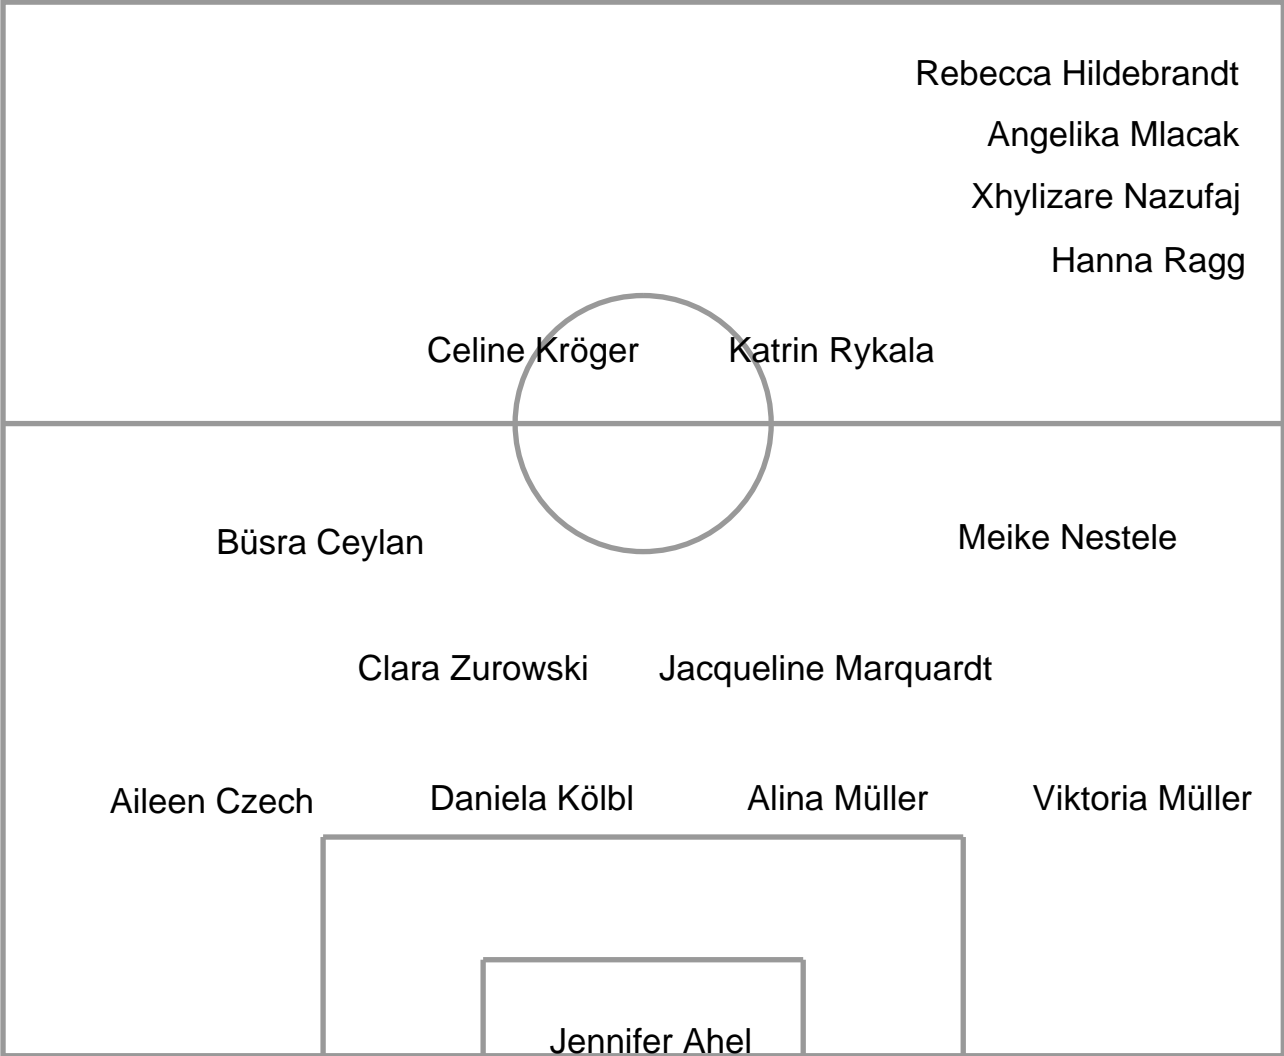 Rebecca Hildebrandt
Angelika Mlacak
Xhylizare Nazufaj
Hanna Ragg
Celine Kröger
Katrin Rykala
Büsra Ceylan
Meike Nestele
Clara Zurowski
Jacqueline Marquardt
Aileen Czech
Daniela Kölbl
Alina Müller
Viktoria Müller
Jennifer Ahel